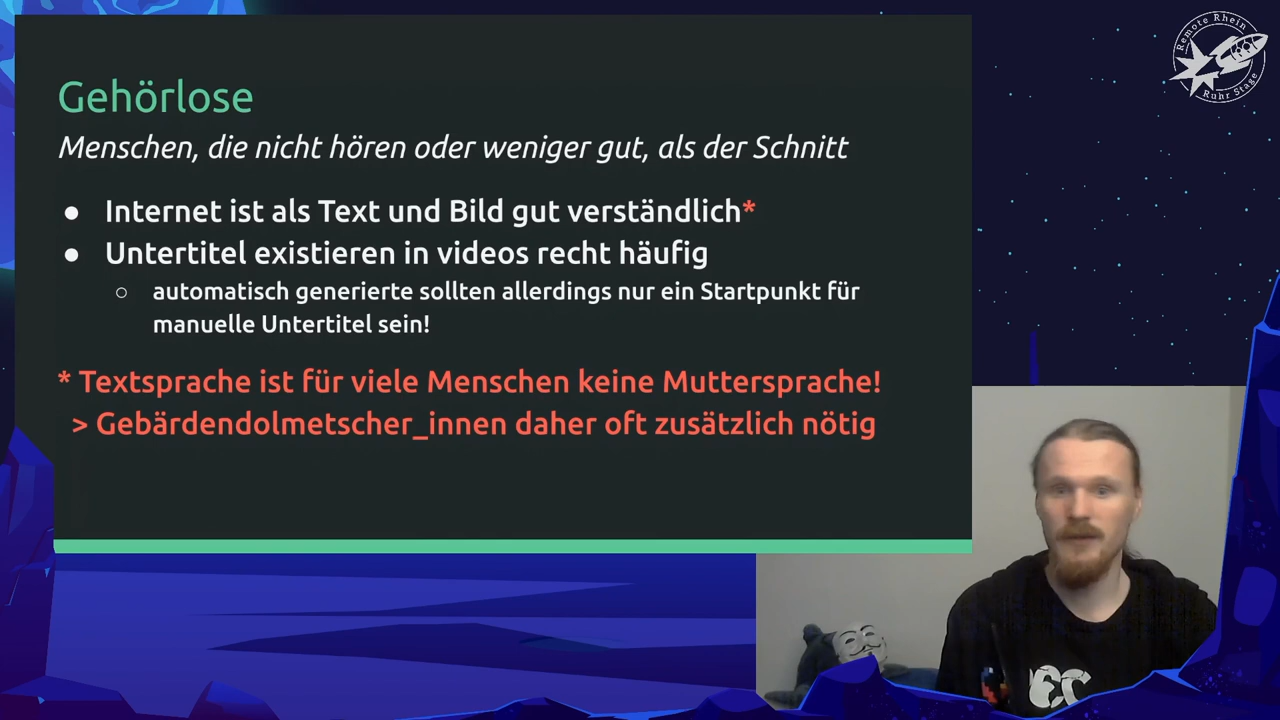 Gehörlose
Menschen, die nicht hören oder weniger gut, als der Schnitt
● Internet ist als Text und Bild gut verständlich*
● Untertitel existieren in videos recht häufig
○ automatisch generierte sollten allerdings nur ein Startpunkt für
manuelle Untertitel sein!
* Textsprache ist für viele Menschen keine Muttersprache!
> Gebärdendolmetscher_innen daher oft zusätzlich nötig
Remote Rhein
Ruhr Stage